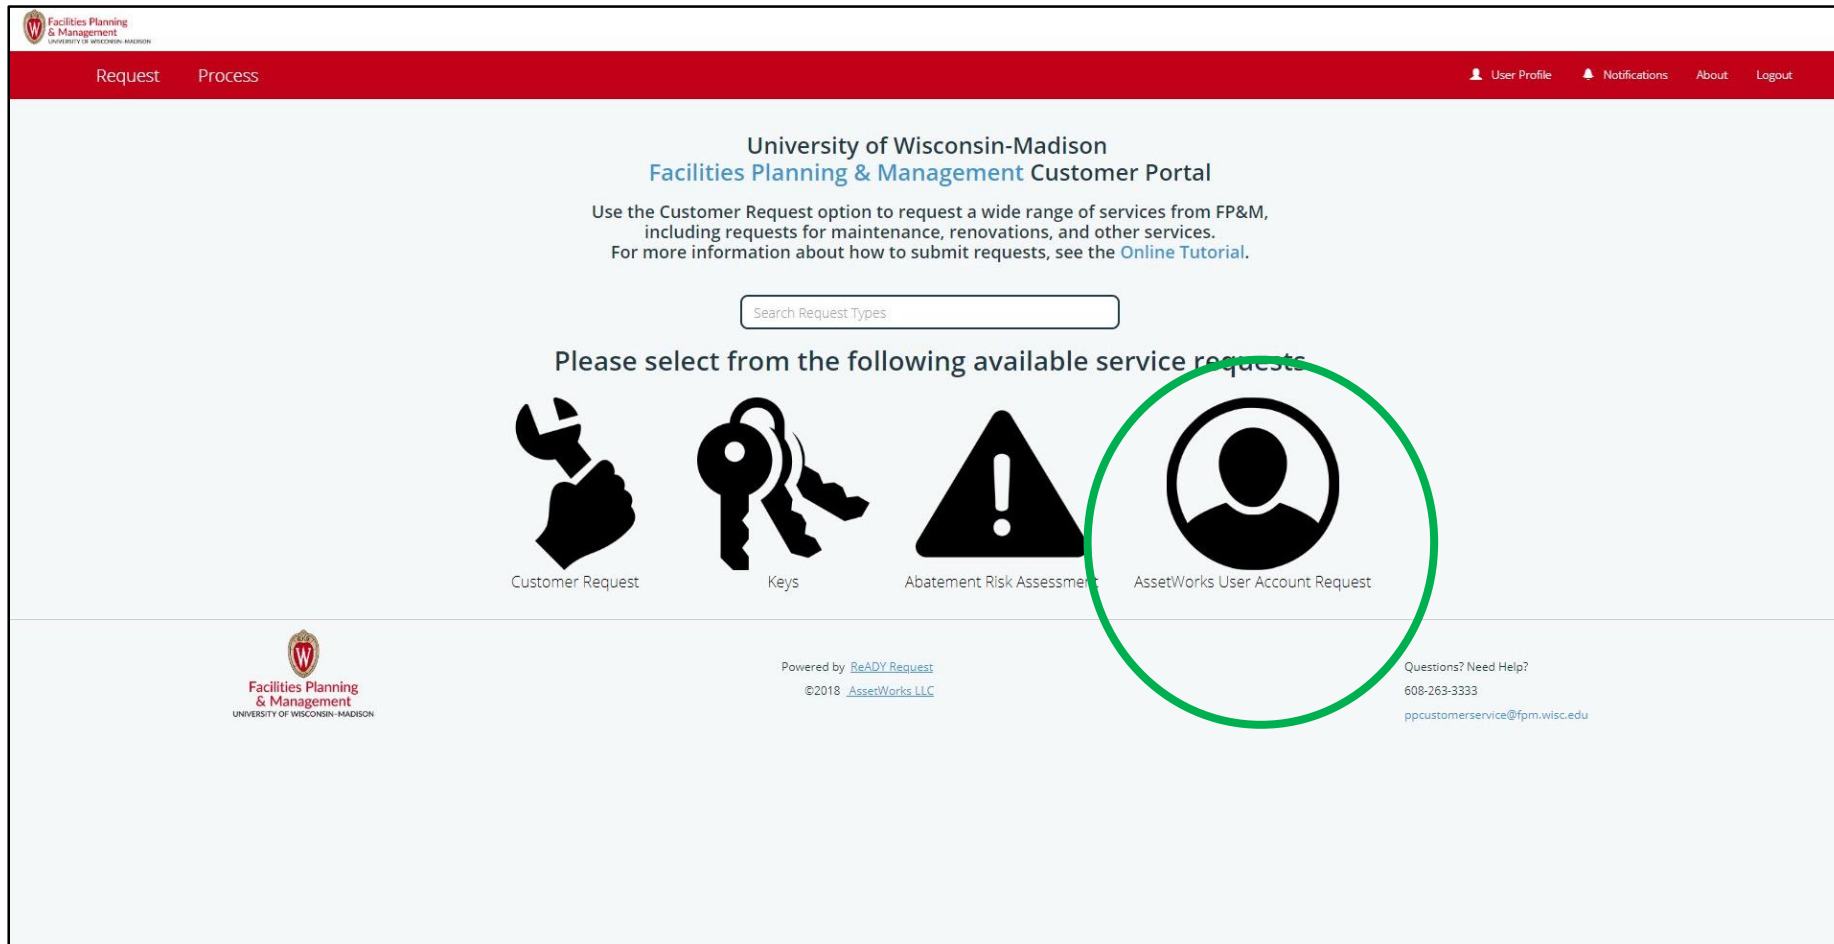 Facilities Planning
& Management
UNIVERSITY OF WISCONSIN-MADISON
Request Process User Profile Notifications About Logout
University of Wisconsin-Madison
Facilities Planning & Management Customer Portal
Use the Customer Request option to request a wide range of services from FP&M,
including requests for maintenance, renovations, and other services.
For more information about how to submit requests, see the Online Tutorial.
Search Request Types
Please select from the following available service requests
Customer Request
Keys
Abatement Risk Assessment
AssetWorks User Account Request
W
Facilities Planning
& Management
UNIVERSITY OF WISCONSIN-MADISON
Powered by ReADY Request
©2018 AssetWorks LLC
Questions? Need Help?
608-263-3333
ppcustomerservice@fpm.wisc.edu